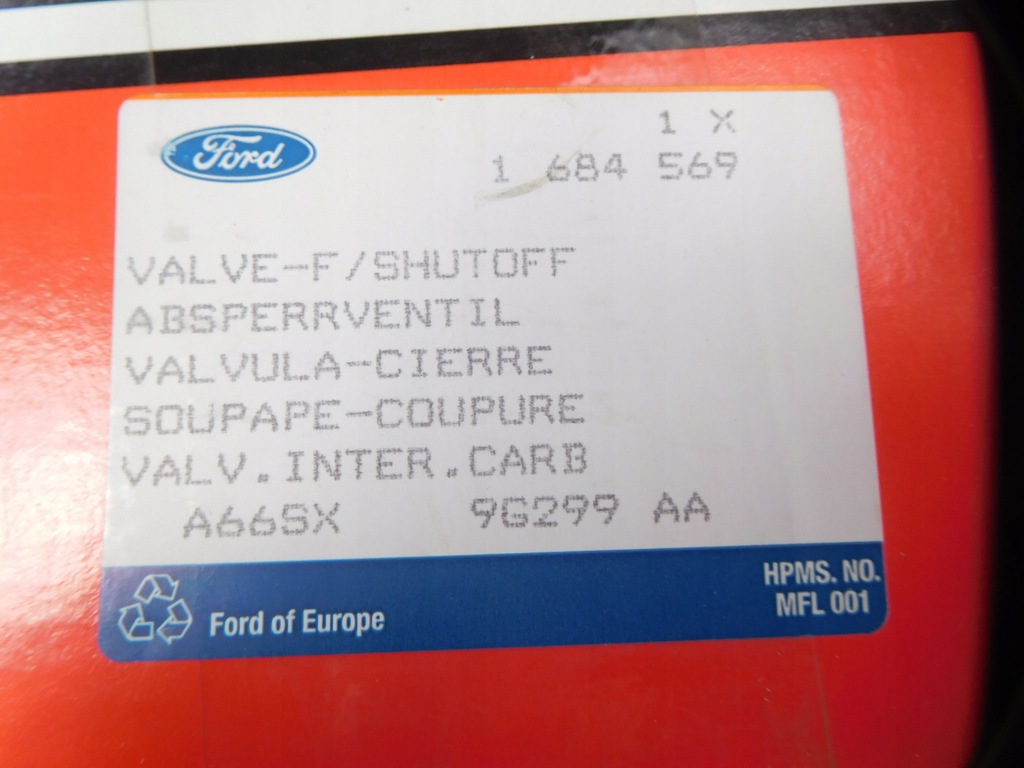 Ford
1 X
1 684 569
VALVE-F/SHUTOFF
ABSPERRVENTIL
VALVULA-CIERRE
SOUPAPE-COUPURE
VALV.INTER.CARB
A66SX 9G299 AA
HPMS. NO.
MFL 001
Ford of Europe